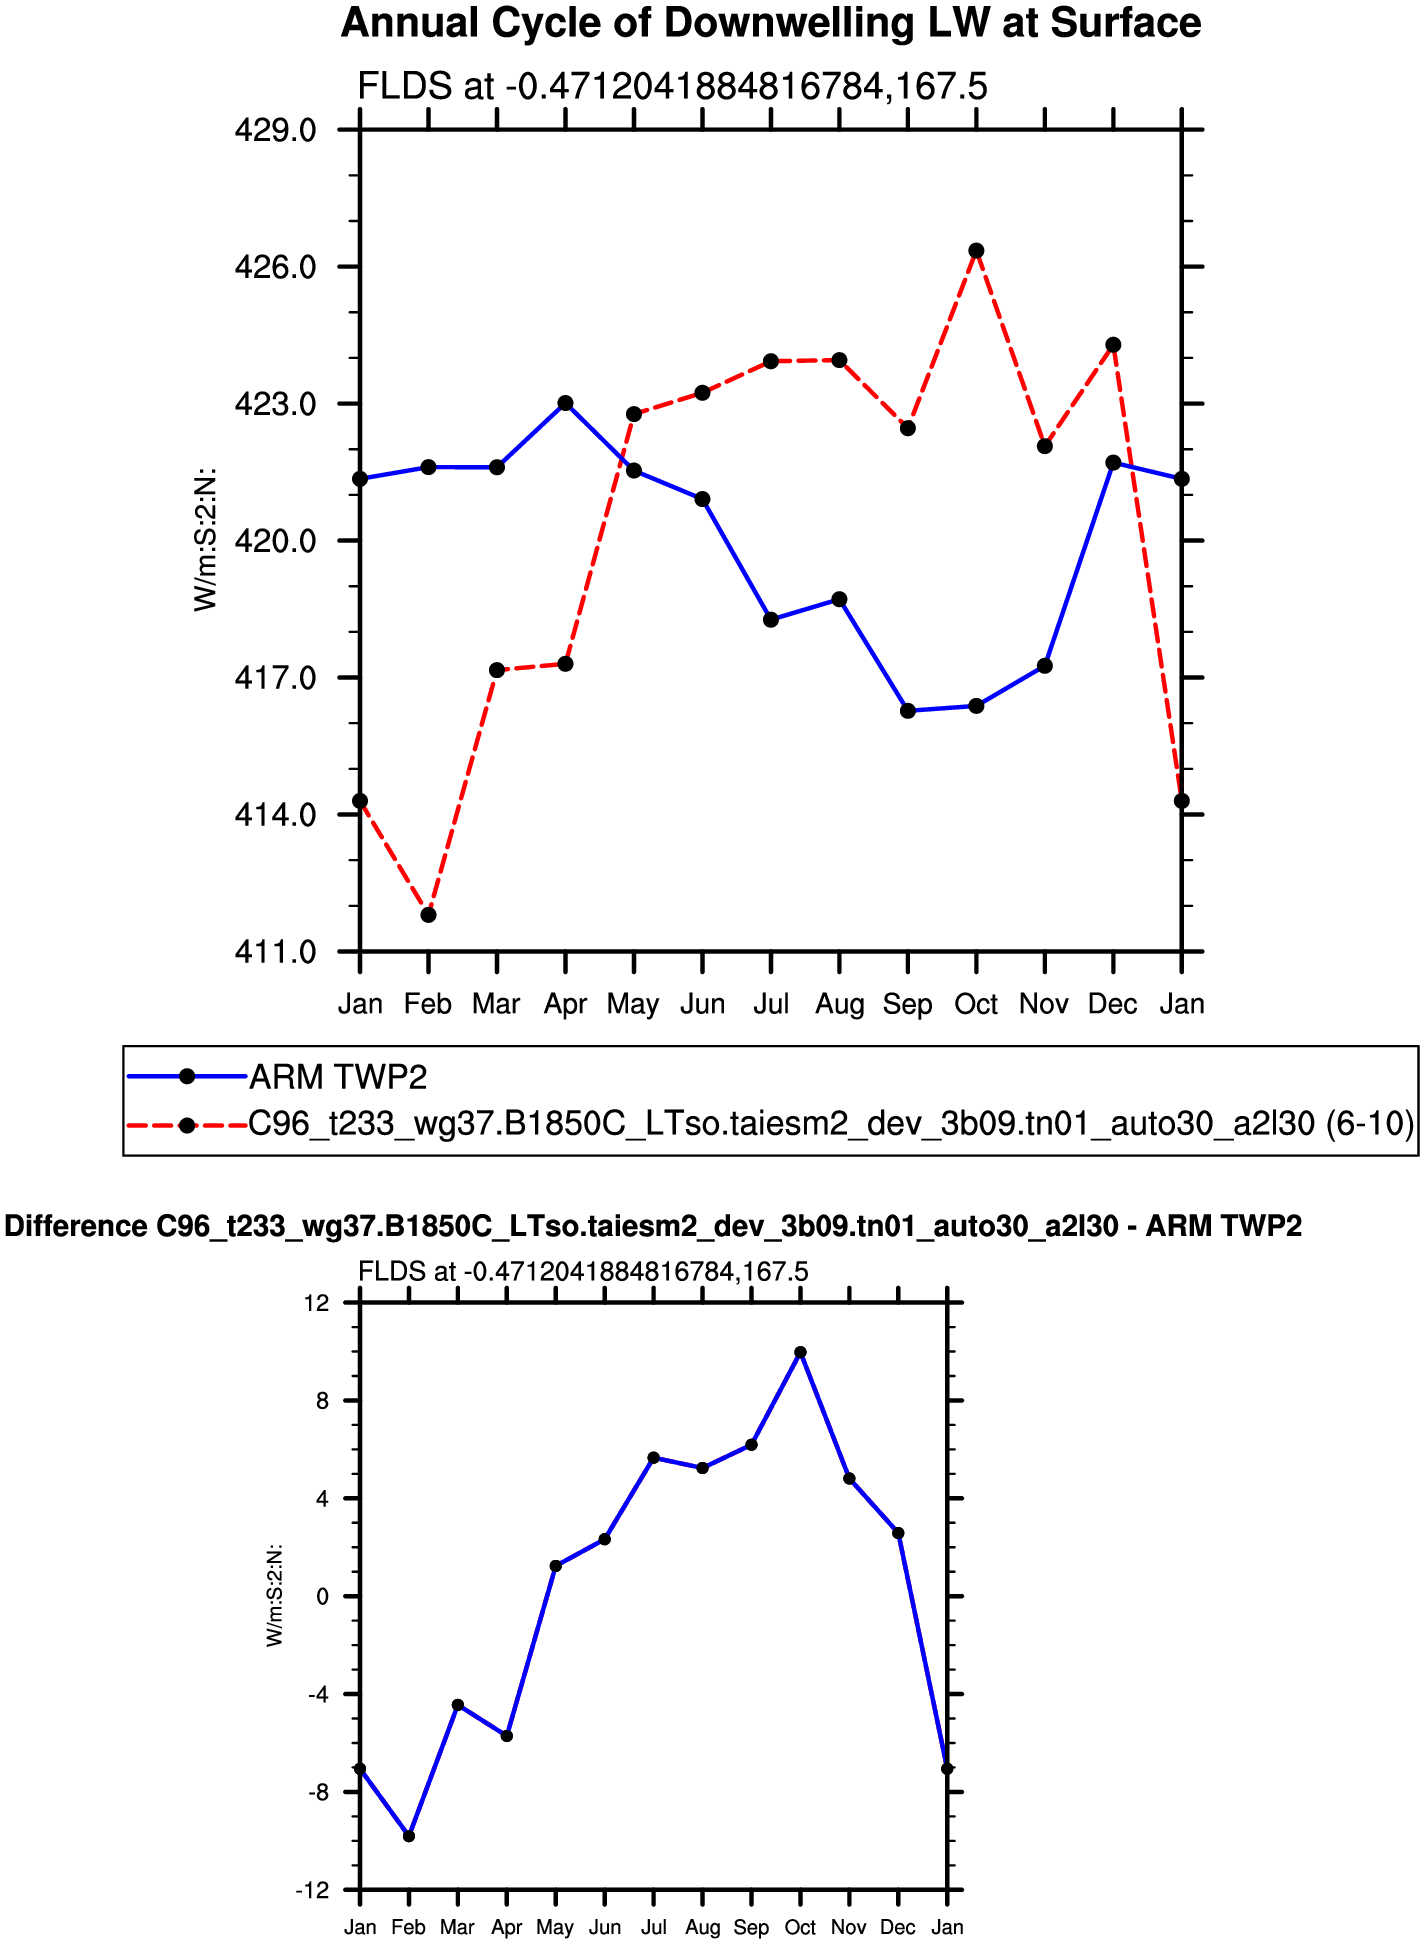 Annual Cycle of Downwelling LW at Surface
FLDS at -0.4712041884816784,167.5
429.0
426.0
423.0
420.0
417.0
414.0
411.0
W/m:S:2:N:
Jan Feb Mar Apr May Jun Jul Aug Sep Oct Nov Dec Jan
ARM TWP2
C96_t233_wg37.B1850C_LTso.taiesm2_dev_3b09.tn01_auto30_a2l30 (6-10)
Difference C96_t233_wg37.B1850C_LTso.taiesm2_dev_3b09.tn01_auto30_a2l30 - ARM TWP2
FLDS at -0.4712041884816784,167.5
12
8
4
0
-4
-8
-12
W/m:S:2:N:
Jan Feb Mar Apr May Jun Jul Aug Sep Oct Nov Dec Jan